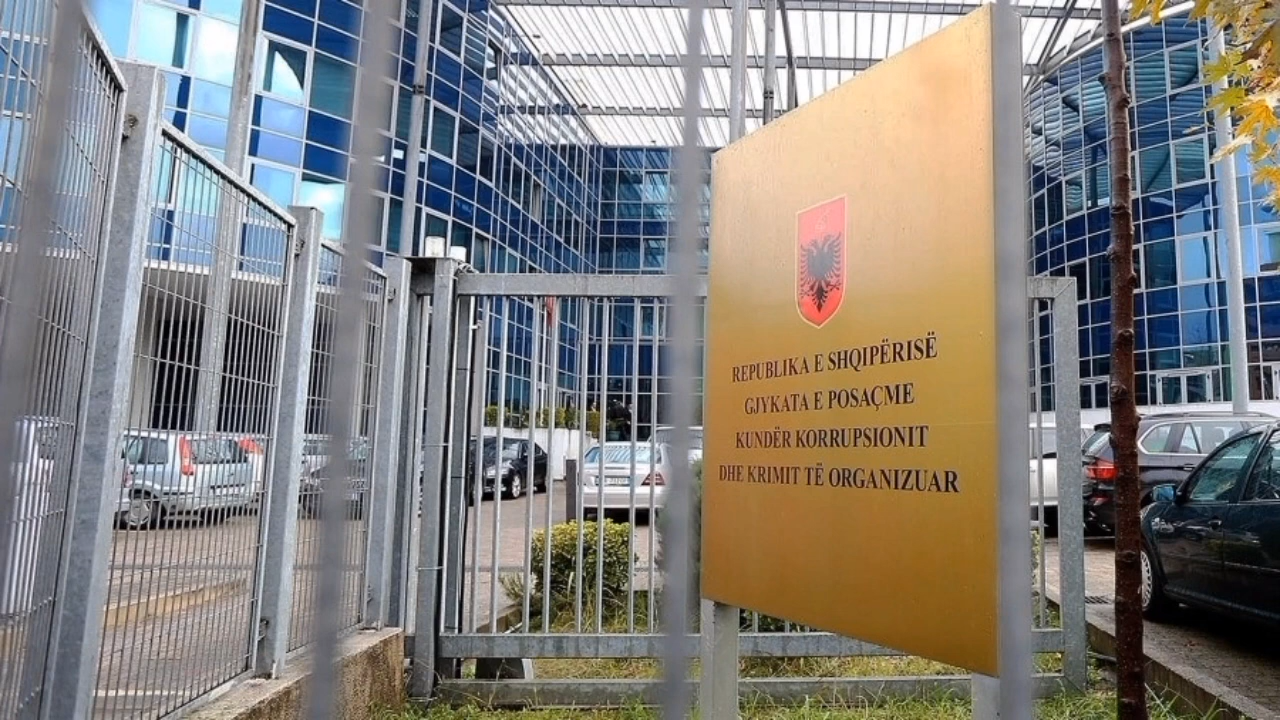 REPUBLIKA E SHQIPËRISË
GJYKATA E POSAÇME
KUNDËR KORRUPSIONIT
DHE KRIMIT TË ORGANIZUAR